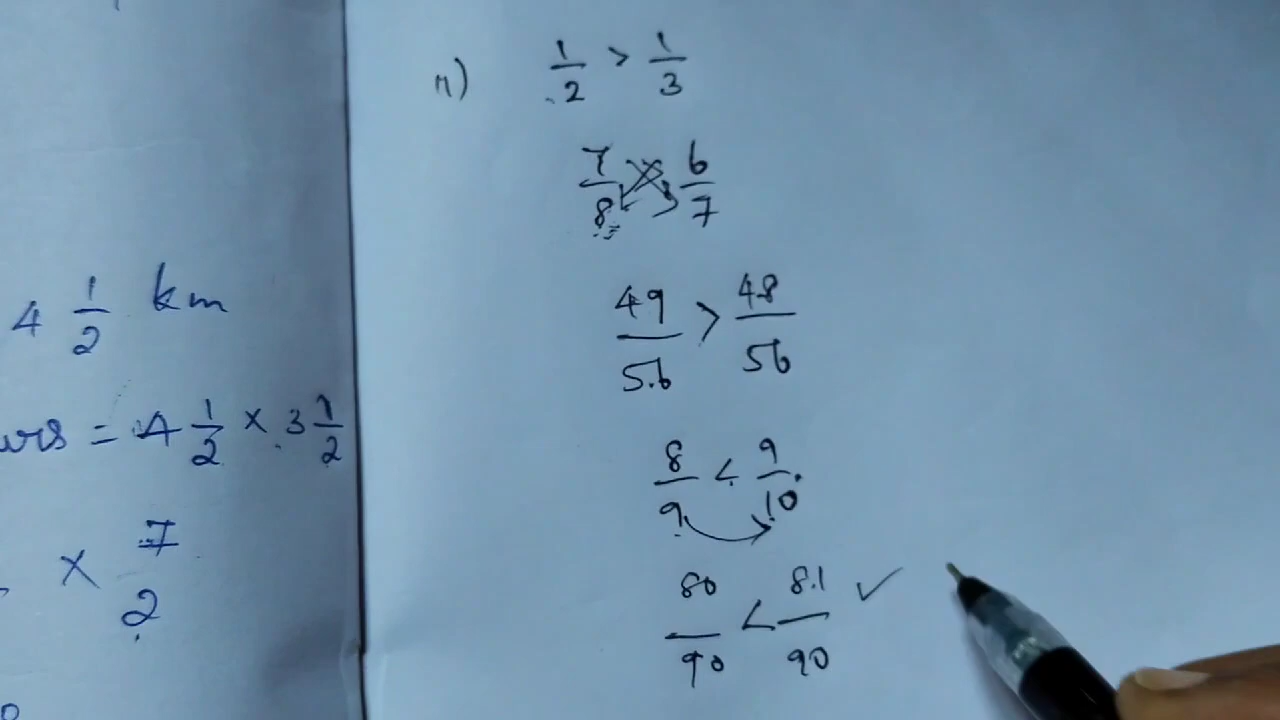 4 1/2 km
= 4 1/2 × 3 1/2
× 7/2
11) 1/2 > 1/3
7/8 6/7
49/56 > 48/56
8/9 < 9/10
80/90 < 81/90 ✓